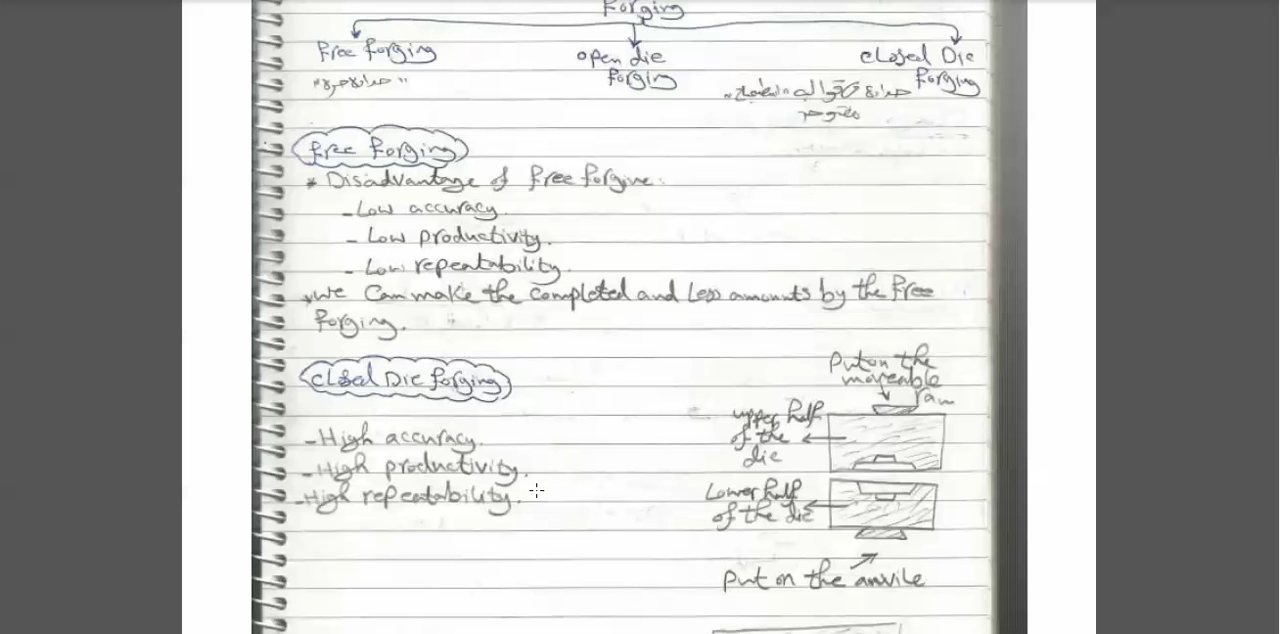 Forging
Free forging
open die
forging
closed Die
forging
"حدادة حرة"
free forging
* Disadvantage of free forgine:
- Low accuracy.
- Low productivity.
- Low repeatability.
* we can make the completed and less amounts by the free
forging.
closed Die forging
- High accuracy.
- High productivity.
- High repeatability.
Put on the
moveable
ram
upper half
of the
die
Lower half
of the die
Put on the anvile